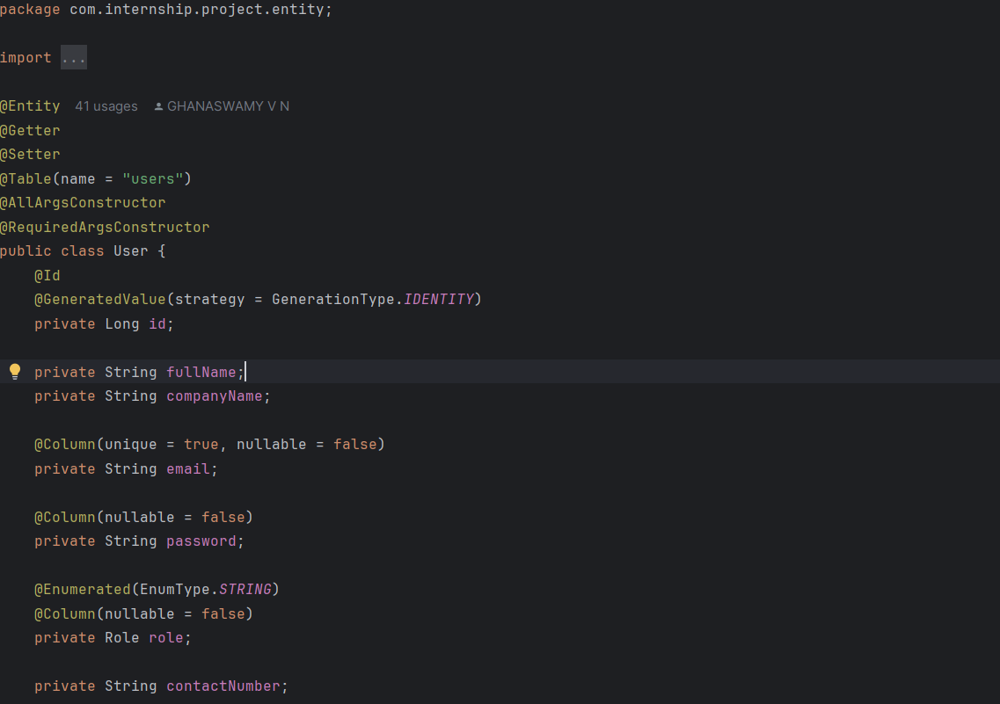 package com.internship.project.entity;
import ...
@Entity 41 usages GHANASWAMY V N
@Getter
@Setter
@Table(name = "users")
@AllArgsConstructor
@RequiredArgsConstructor
public class User {
@Id
@GeneratedValue(strategy = GenerationType.IDENTITY)
private Long id;
private String fullName;
private String companyName;
@Column(unique = true, nullable = false)
private String email;
@Column(nullable = false)
private String password;
@Enumerated(EnumType.STRING)
@Column(nullable = false)
private Role role;
private String contactNumber;